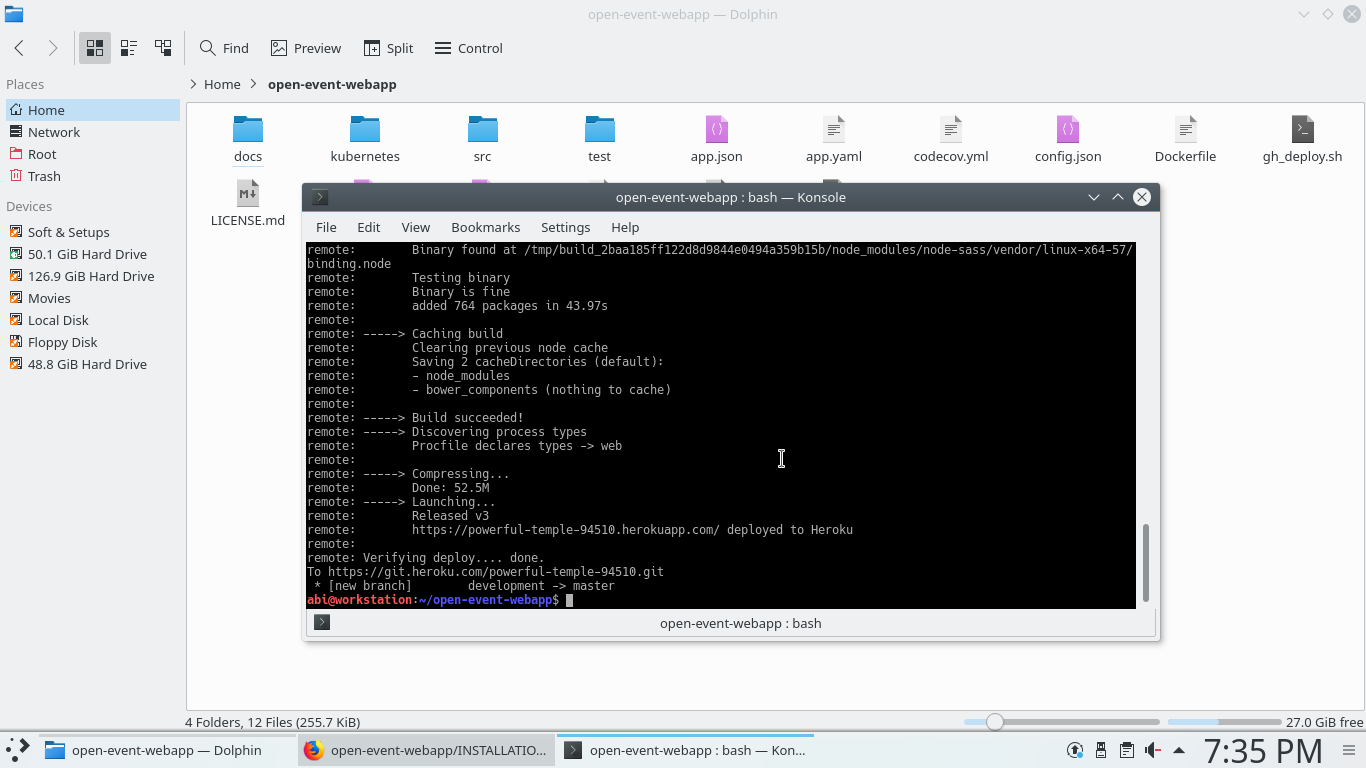 open-event-webapp — Dolphin
Find
Preview
Split
Control
Places
Home
Network
Root
Trash
Devices
Soft & Setups
50.1 GiB Hard Drive
126.9 GiB Hard Drive
Movies
Local Disk
Floppy Disk
48.8 GiB Hard Drive
Home
open-event-webapp
docs
kubernetes
src
test
app.json
app.yaml
codecov.yml
config.json
Dockerfile
gh_deploy.sh
LICENSE.md
open-event-webapp : bash — Konsole
File
Edit
View
Bookmarks
Settings
Help
remote:        Binary found at /tmp/build_2baa185ff122d8d9844e0494a359b15b/node_modules/node-sass/vendor/linux-x64-57/
binding.node
remote:        Testing binary
remote:        Binary is fine
remote:        added 764 packages in 43.97s
remote:
remote: -----> Caching build
remote:        Clearing previous node cache
remote:        Saving 2 cacheDirectories (default):
remote:        - node_modules
remote:        - bower_components (nothing to cache)
remote:
remote: -----> Build succeeded!
remote: -----> Discovering process types
remote:        Procfile declares types -> web
remote:
remote: -----> Compressing...
remote:        Done: 52.5M
remote: -----> Launching...
remote:        Released v3
remote:        https://powerful-temple-94510.herokuapp.com/ deployed to Heroku
remote:
remote: Verifying deploy.... done.
To https://git.heroku.com/powerful-temple-94510.git
 * [new branch]        development -> master
abi@workstation:~/open-event-webapp$
open-event-webapp : bash
4 Folders, 12 Files (255.7 KiB)
27.0 GiB free
open-event-webapp — Dolphin
open-event-webapp/INSTALLATIO...
open-event-webapp : bash — Kon...
7:35 PM